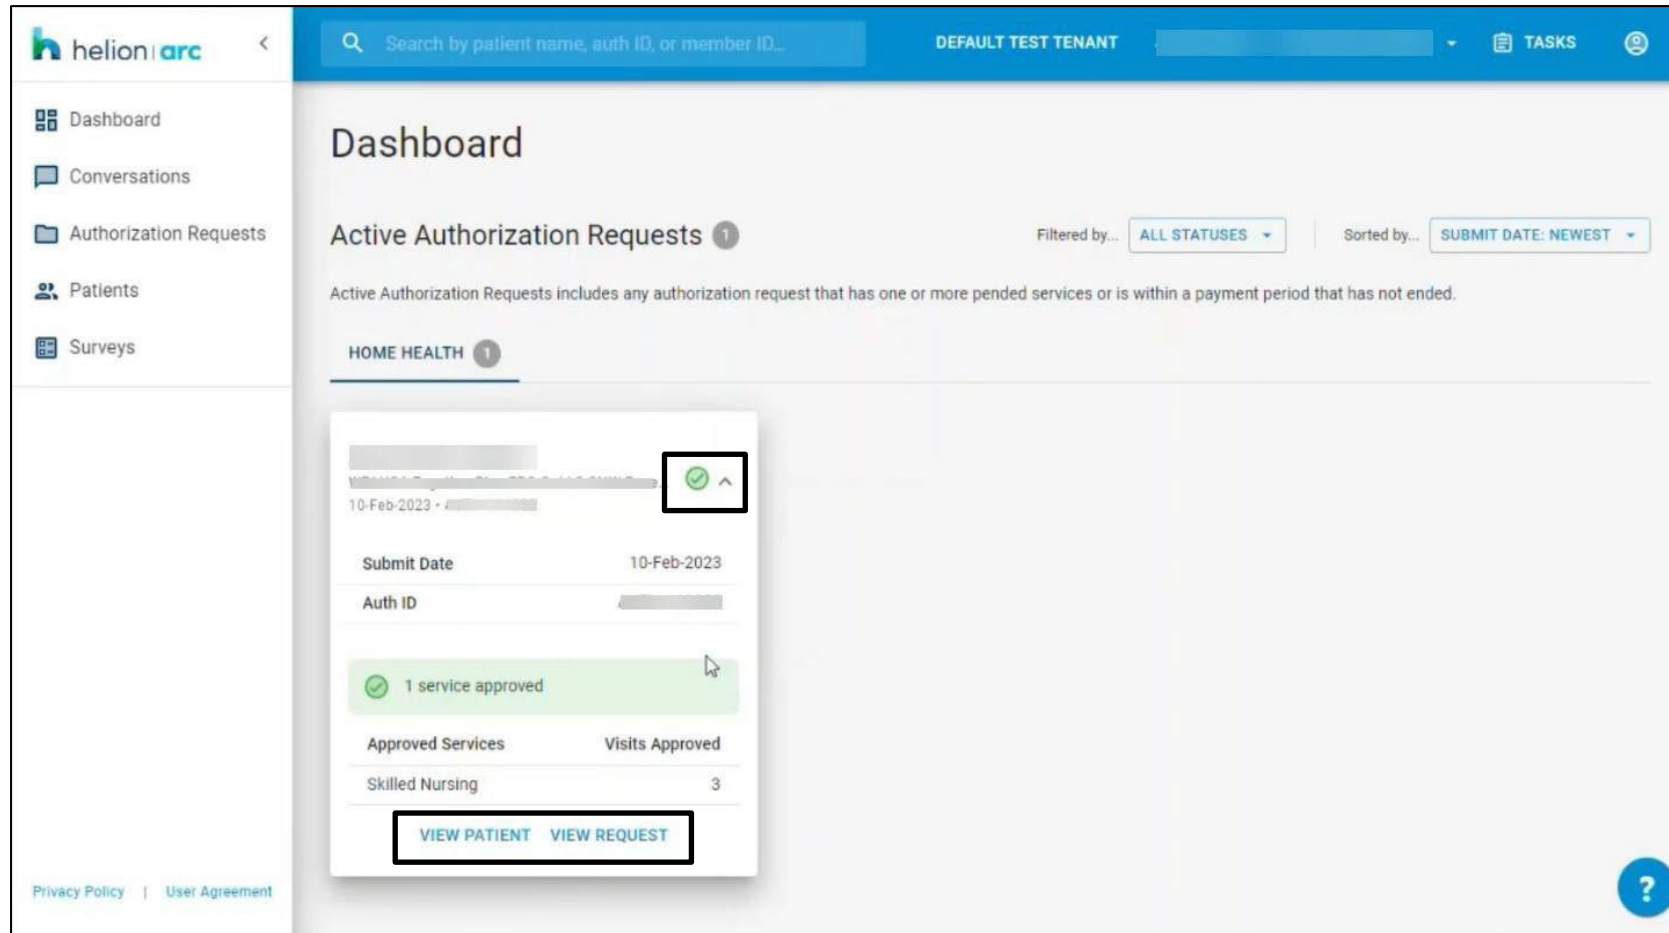 helion arc
Search by patient name, auth ID, or member ID...
DEFAULT TEST TENANT
TASKS
Dashboard
Conversations
Authorization Requests
Patients
Surveys
Privacy Policy | User Agreement
Dashboard
Active Authorization Requests 1
Filtered by... ALL STATUSES
Sorted by... SUBMIT DATE: NEWEST
Active Authorization Requests includes any authorization request that has one or more pended services or is within a payment period that has not ended.
HOME HEALTH 1
10-Feb-2023 •
Submit Date 10-Feb-2023
Auth ID
1 service approved
Approved Services Visits Approved
Skilled Nursing 3
VIEW PATIENT VIEW REQUEST
?